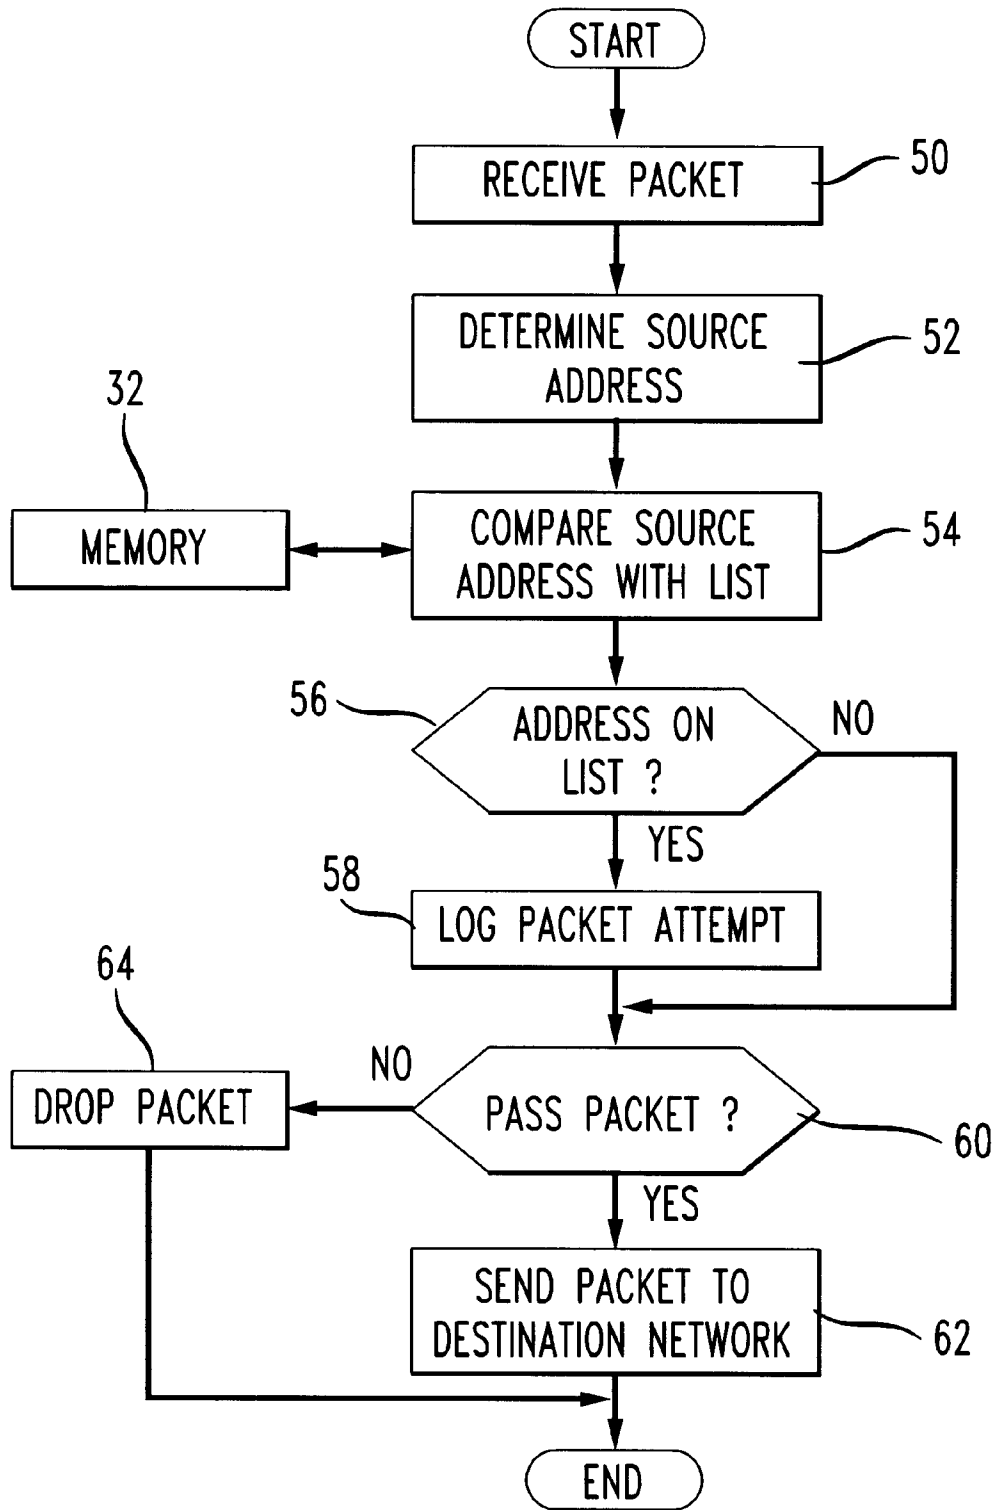 START
RECEIVE PACKET
50
DETERMINE SOURCE
ADDRESS
52
32
MEMORY
COMPARE SOURCE
ADDRESS WITH LIST
54
56
ADDRESS ON
LIST ?
NO
YES
58
LOG PACKET ATTEMPT
64
NO
DROP PACKET
PASS PACKET ?
60
YES
SEND PACKET TO
DESTINATION NETWORK
62
END